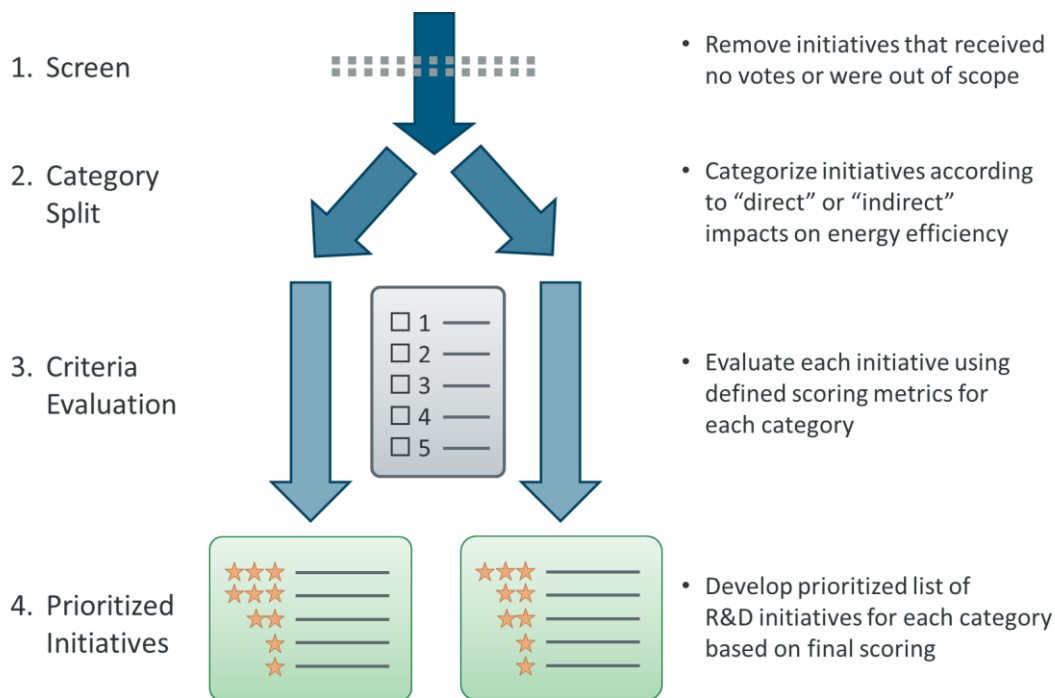 1. Screen
• Remove initiatives that received
no votes or were out of scope
2. Category
Split
• Categorize initiatives according
to “direct” or “indirect”
impacts on energy efficiency
3. Criteria
Evaluation
1
2
3
4
5
• Evaluate each initiative using
defined scoring metrics for
each category
4. Prioritized
Initiatives
• Develop prioritized list of
R&D initiatives for each category
based on final scoring